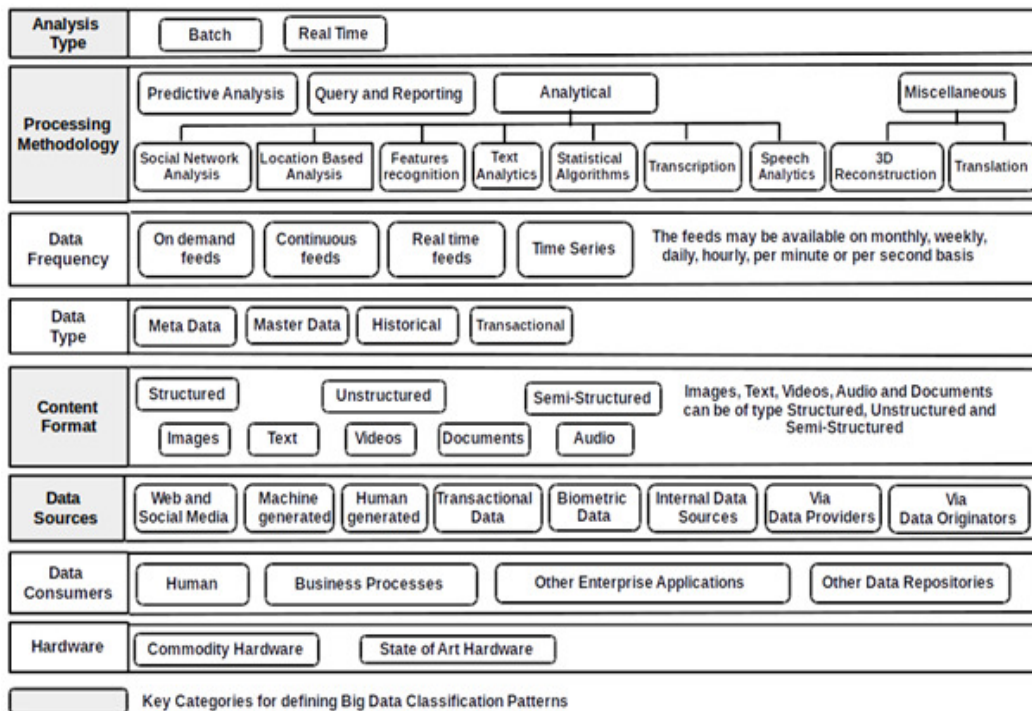 Analysis
Type
Batch
Real Time
Processing
Methodology
Predictive Analysis
Query and Reporting
Analytical
Miscellaneous
Social Network
Analysis
Location Based
Analysis
Features
recognition
Text
Analytics
Statistical
Algorithms
Transcription
Speech
Analytics
3D
Reconstruction
Translation
Data
Frequency
On demand
feeds
Continuous
feeds
Real time
feeds
Time Series
The feeds may be available on monthly, weekly,
daily, hourly, per minute or per second basis
Data
Type
Meta Data
Master Data
Historical
Transactional
Content
Format
Structured
Unstructured
Semi-Structured
Images
Text
Videos
Documents
Audio
Images, Text, Videos, Audio and Documents
can be of type Structured, Unstructured and
Semi-Structured
Data
Sources
Web and
Social Media
Machine
generated
Human
generated
Transactional
Data
Biometric
Data
Internal Data
Sources
Via
Data Providers
Via
Data Originators
Data
Consumers
Human
Business Processes
Other Enterprise Applications
Other Data Repositories
Hardware
Commodity Hardware
State of Art Hardware
Key Categories for defining Big Data Classification Patterns